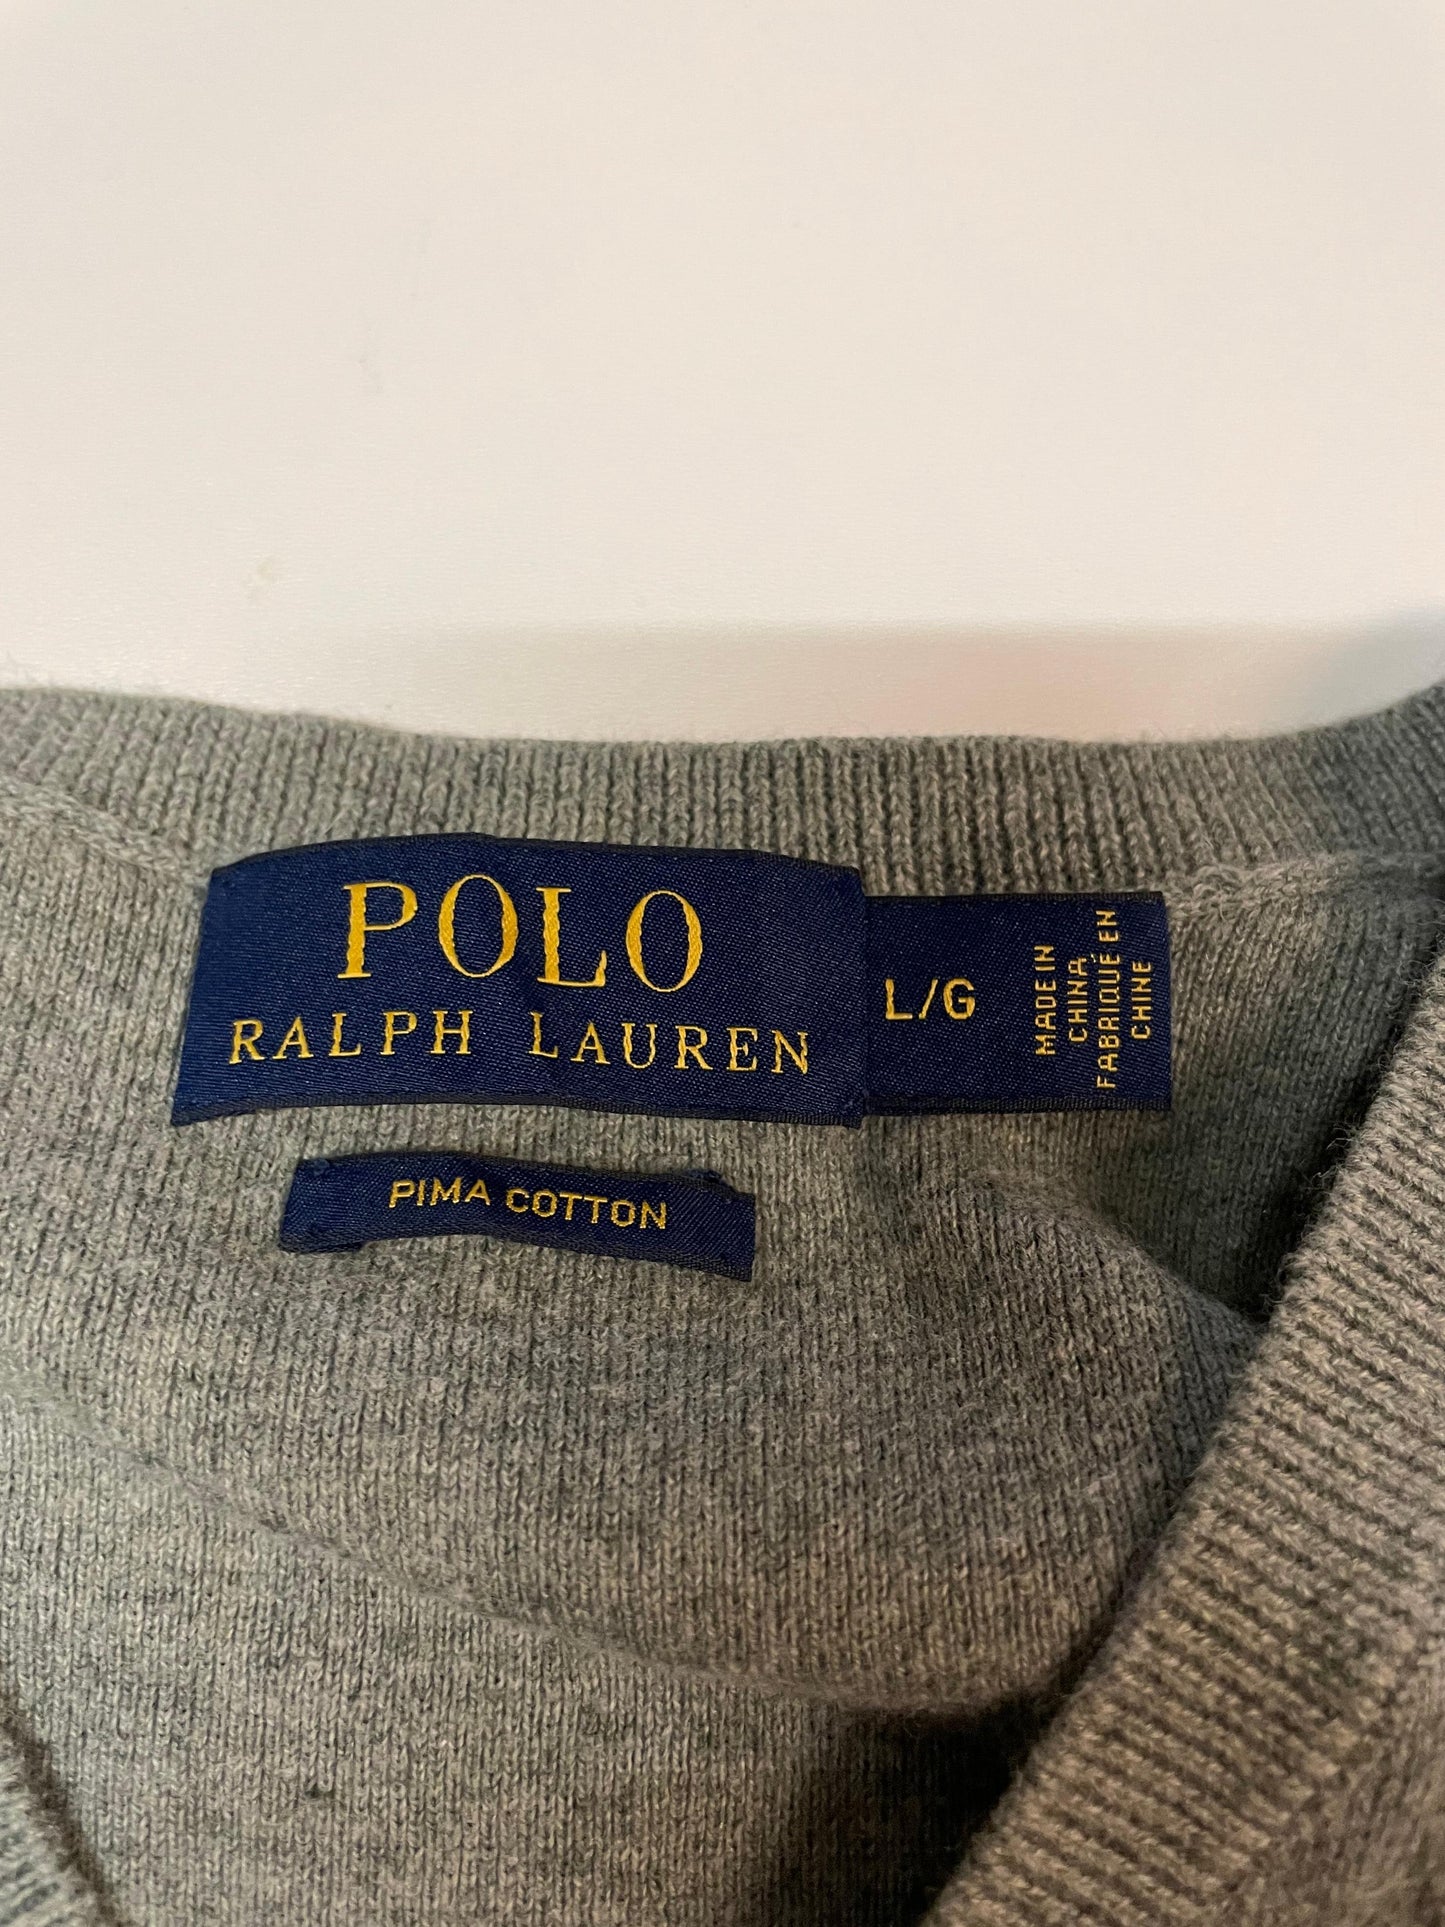 POLO
RALPH LAUREN
L/G
MADE IN
CHINA
FABRIQUÉ EN
CHINE
PIMA COTTON